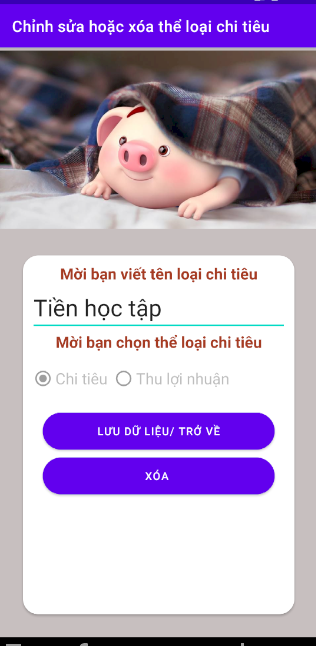 Chỉnh sửa hoặc xóa thể loại chi tiêu
Mời bạn viết tên loại chi tiêu
Tiền học tập
Mời bạn chọn thể loại chi tiêu
Chi tiêu Thu lợi nhuận
LƯU DỮ LIỆU/ TRỞ VỀ
XÓA